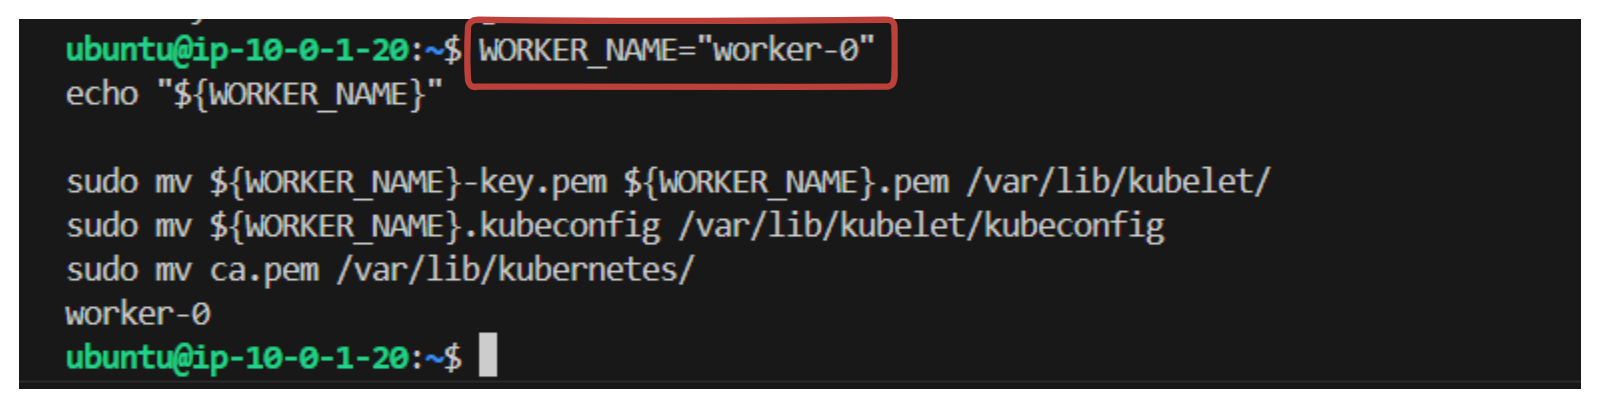 ubuntu@ip-10-0-1-20:~$ WORKER_NAME="worker-0"
echo "${WORKER_NAME}"
sudo mv ${WORKER_NAME}-key.pem ${WORKER_NAME}.pem /var/lib/kubelet/
sudo mv ${WORKER_NAME}.kubeconfig /var/lib/kubelet/kubeconfig
sudo mv ca.pem /var/lib/kubernetes/
worker-0
ubuntu@ip-10-0-1-20:~$